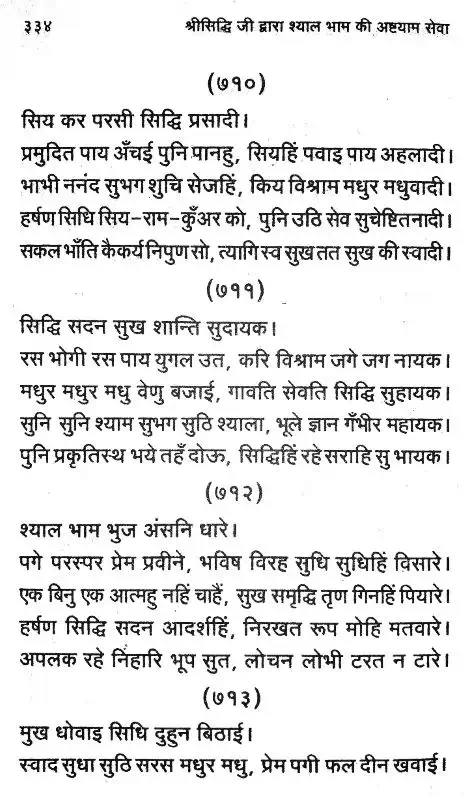 ३३४ श्रीसिद्धि जी द्वारा श्याल भाम की अष्टयाम सेवा
(७१०)
सिय कर परसी सिद्धि प्रसादी।
प्रमुदित पाय अँचई पुनि पानहु, सियहिं पवाइ पाय अहलादी।
भाभी ननंद सुभग शुचि सेजहिं, किय विश्राम मधुर मधुवादी।
हर्षण सिधि सिय-राम-कुँअर को, पुनि उठि सेव सुचेष्टितनादी।
सकल भाँति कैकर्य निपुण सो, त्यागि स्व सुख तत सुख की स्वादी।
(७११)
सिद्धि सदन सुख शान्ति सुदायक।
रस भोगी रस पाय युगल उत, करि विश्राम जगे जग नायक।
मधुर मधुर मधु वेणु बजाई, गावति सेवति सिद्धि सुहायक।
सुनि सुनि श्याम सुभग सुठि श्याला, भूले ज्ञान गँभीर महायक।
पुनि प्रकृतिस्थ भये तहँ दोऊ, सिद्धिहिं रहे सराहि सु भायक।
(७१२)
श्याल भाम भुज अंसनि धारे।
पगे परस्पर प्रेम प्रवीने, भविष विरह सुधि सुधिहिं विसारे।
एक बिनु एक आत्महु नहिं चाहैं, सुख समृद्धि तृण गिनहिं पियारे।
हर्षण सिद्धि सदन आदर्शहिं, निरखत रूप मोहि मतवारे।
अपलक रहे निहारि भूप सुत, लोचन लोभी टरत न टारे।
(७१३)
मुख धोवाइ सिधि दुहुन बिठाई।
स्वाद सुधा सुठि सरस मधुर मधु, प्रेम पगी फल दीन खवाई।